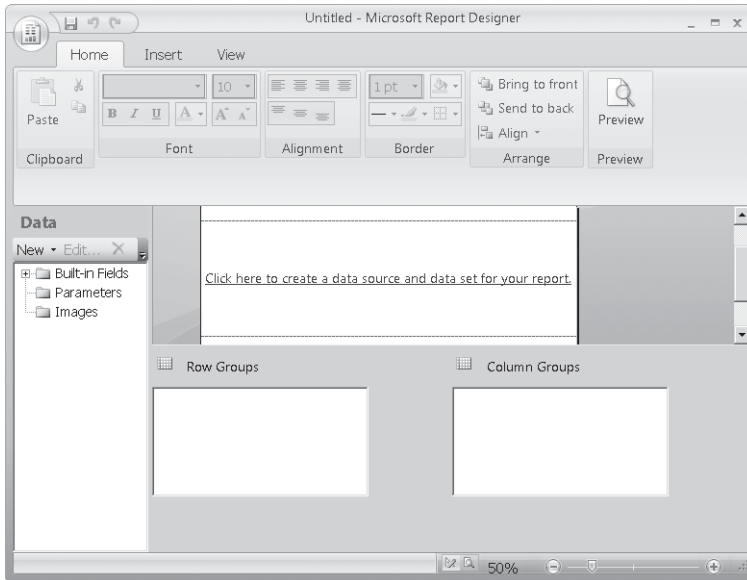 Untitled - Microsoft Report Designer
Home Insert View
Paste
10
B I U A A A
1 pt
Bring to front
Send to back
Align
Preview
Clipboard Font Alignment Border Arrange Preview
Data
New Edit...
Built-in Fields
Parameters
Images
Click here to create a data source and data set for your report.
Row Groups Column Groups
50%